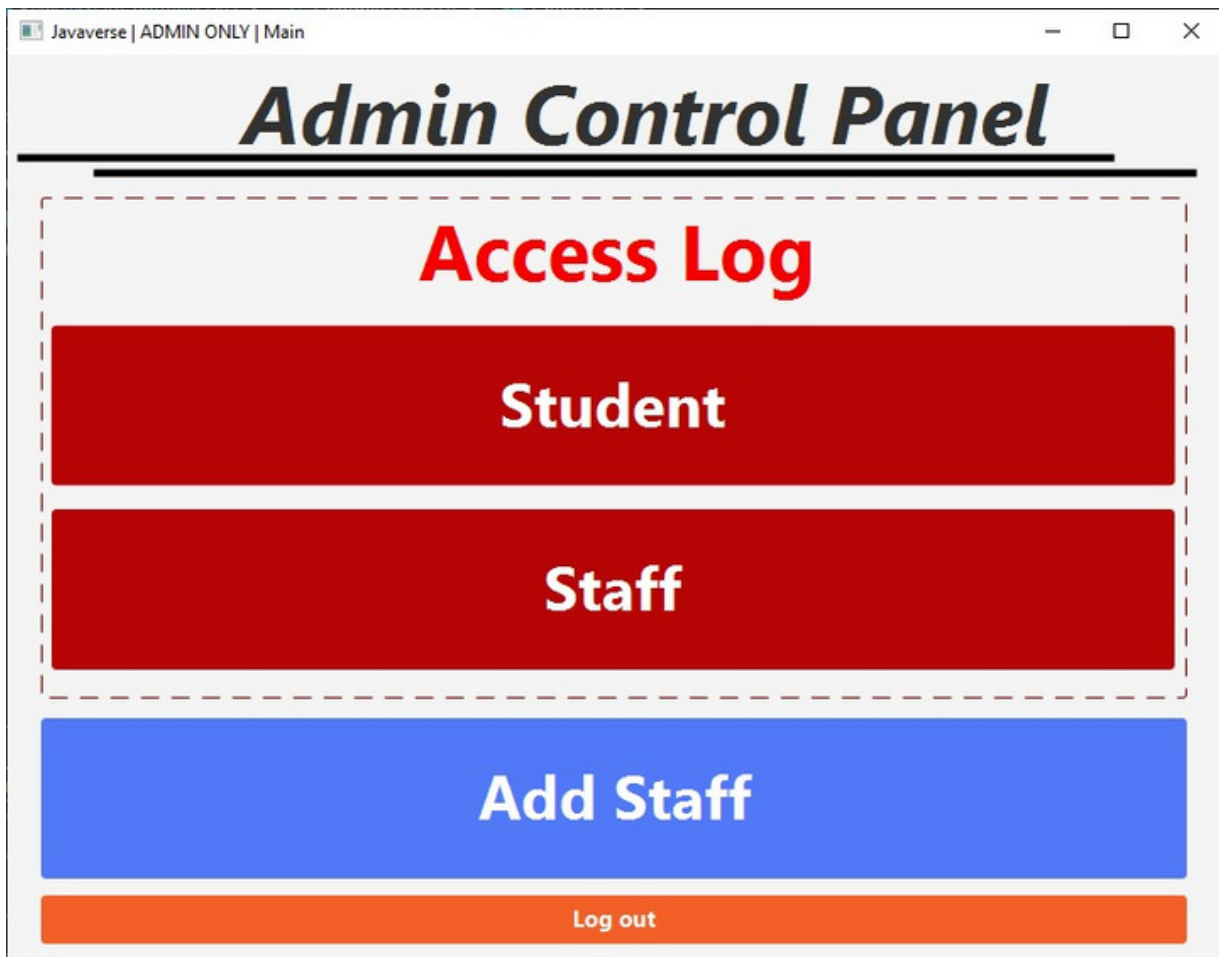 Javaverse | ADMIN ONLY | Main
Admin Control Panel
Access Log
Student
Staff
Add Staff
Log out